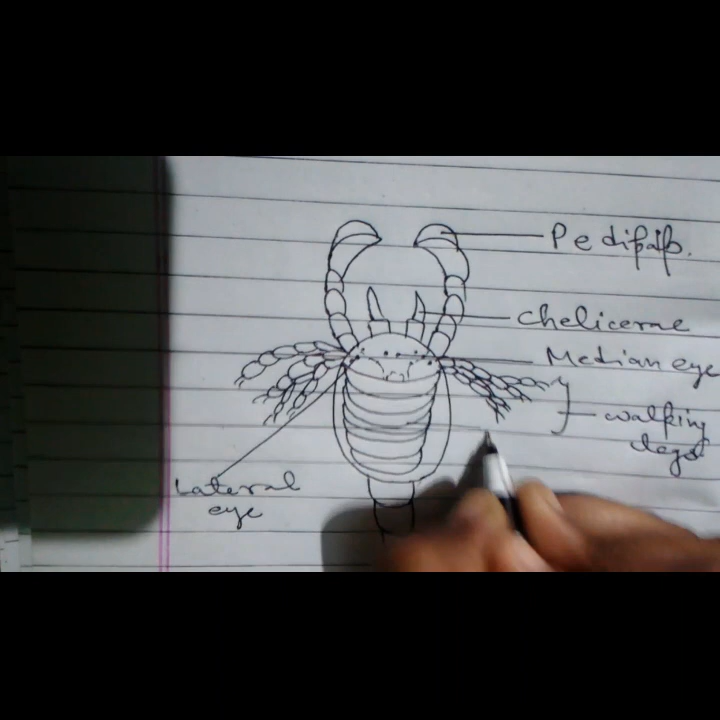 Pedipalp.
Chelicerae
Median eye
walking
legs
Lateral
eye